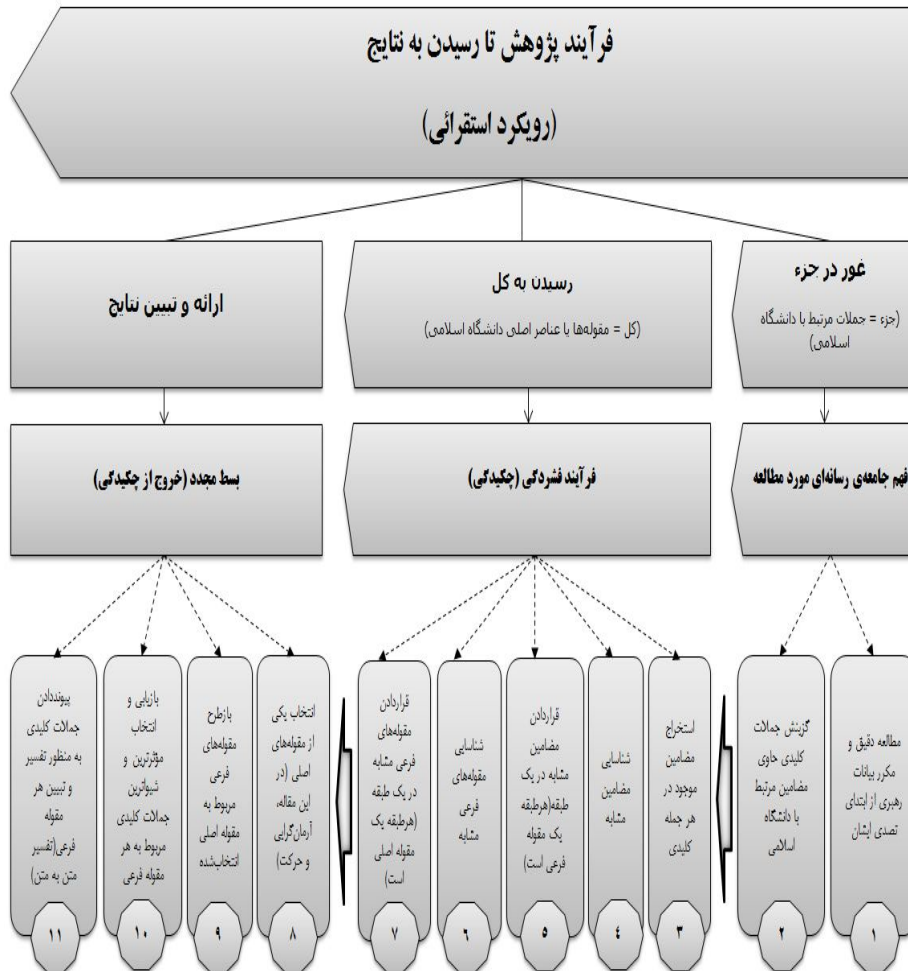 فرآیند پژوهش تا رسیدن به نتایج
(رویکرد استقرائی)
غور در جزء
(جزء = جملات مرتبط با دانشگاه
اسلامی)
رسیدن به کل
(کل = مقوله‌ها یا عناصر اصلی دانشگاه اسلامی)
ارائه و تبیین نتایج
فهم جامعه‌ی رسانه‌ای مورد مطالعه
فرآیند فشردگی (چکیدگی)
بسط مجدد (خروج از چکیدگی)
مطالعه دقیق و
مکرر بیانات
رهبری از ابتدای
تصدی ایشان
۱
گزینش جملات
کلیدی حاوی
مضامین مرتبط
با دانشگاه
اسلامی
۲
استخراج
مضامین
موجود در
هر جمله
کلیدی
۳
شناسایی
مضامین
مشابه
۴
قراردادن
مضامین
مشابه در یک
طبقه(هرطبقه
یک مقوله
فرعی است)
۵
شناسایی
مقوله‌های
فرعی
مشابه
۶
قراردادن
مقوله‌های
فرعی مشابه
در یک طبقه
(هرطبقه یک
مقوله اصلی
است)
۷
انتخاب یکی
از مقوله‌های
اصلی (در
این مقاله،
آرمان‌گرایی
و حرکت)
۸
بازطرح
مقوله‌های
فرعی
مربوط به
مقوله اصلی
انتخاب‌شده
۹
بازیابی و
انتخاب
مؤثرترین و
شیواترین
جملات کلیدی
مربوط به هر
مقوله فرعی
۱۰
پیونددادن
جملات کلیدی
به منظور تفسیر
و تبیین هر
مقوله
فرعی(تفسیر
متن به متن)
۱۱